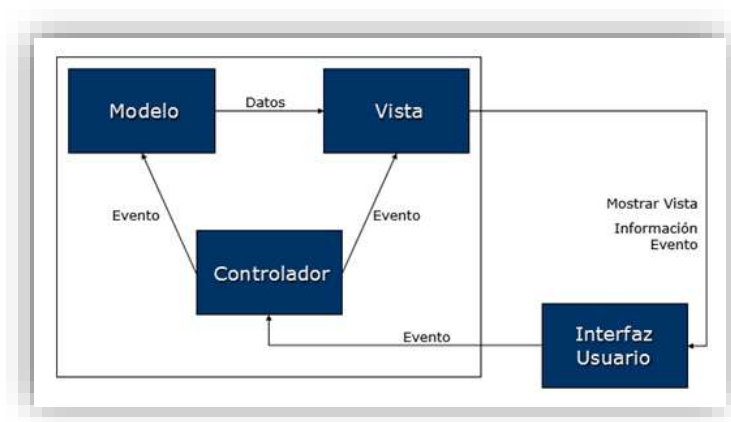 Modelo
Datos
Vista
Evento
Evento
Mostrar Vista
Información
Evento
Controlador
Evento
Interfaz
Usuario